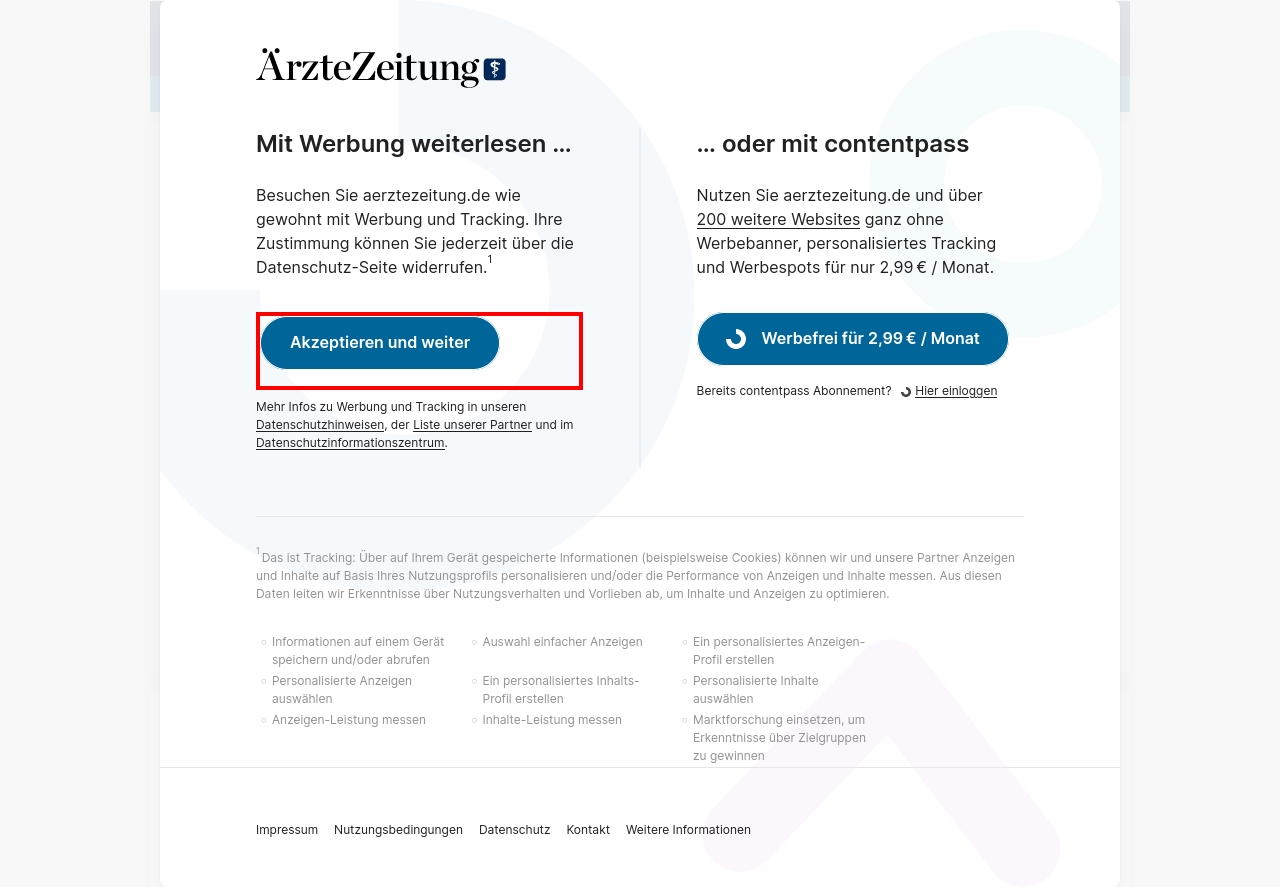 ÄrzteZeitung
Mit Werbung weiterlesen ...
Besuchen Sie aerztezeitung.de wie
gewohnt mit Werbung und Tracking. Ihre
Zustimmung können Sie jederzeit über die
Datenschutz-Seite widerrufen.1
Akzeptieren und weiter
Mehr Infos zu Werbung und Tracking in unseren
Datenschutzhinweisen, der Liste unserer Partner und im
Datenschutzinformationszentrum.
... oder mit contentpass
Nutzen Sie aerztezeitung.de und über
200 weitere Websites ganz ohne
Werbebanner, personalisiertes Tracking
und Werbespots für nur 2,99 € / Monat.
Werbefrei für 2,99 € / Monat
Bereits contentpass Abonnement? Hier einloggen
1 Das ist Tracking: Über auf Ihrem Gerät gespeicherte Informationen (beispielsweise Cookies) können wir und unsere Partner Anzeigen
und Inhalte auf Basis Ihres Nutzungsprofils personalisieren und/oder die Performance von Anzeigen und Inhalte messen. Aus diesen
Daten leiten wir Erkenntnisse über Nutzungsverhalten und Vorlieben ab, um Inhalte und Anzeigen zu optimieren.
Informationen auf einem Gerät
speichern und/oder abrufen
Auswahl einfacher Anzeigen
Ein personalisiertes Anzeigen-
Profil erstellen
Personalisierte Anzeigen
auswählen
Ein personalisiertes Inhalts-
Profil erstellen
Personalisierte Inhalte
auswählen
Anzeigen-Leistung messen
Inhalte-Leistung messen
Marktforschung einsetzen, um
Erkenntnisse über Zielgruppen
zu gewinnen
Impressum Nutzungsbedingungen Datenschutz Kontakt Weitere Informationen